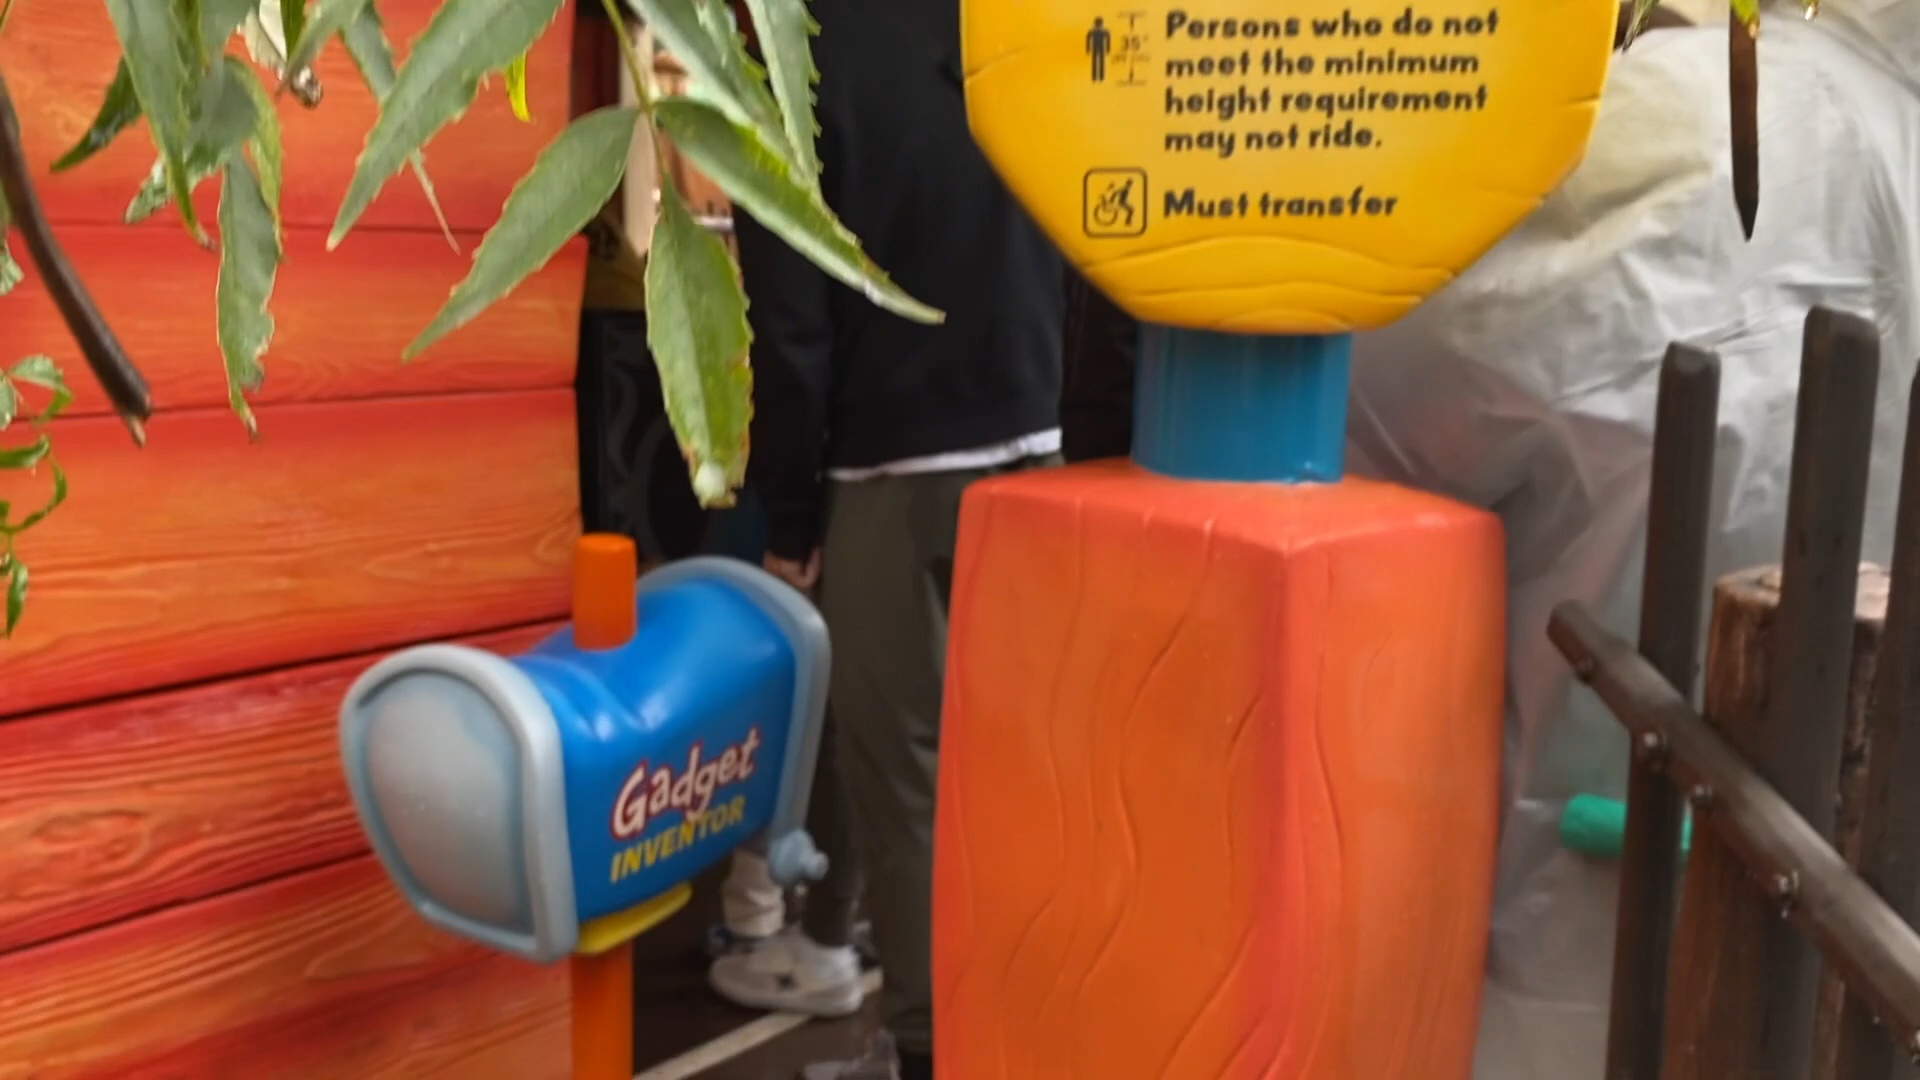 35"
Persons who do not
meet the minimum
height requirement
may not ride.
Must transfer
Gadget
INVENTOR